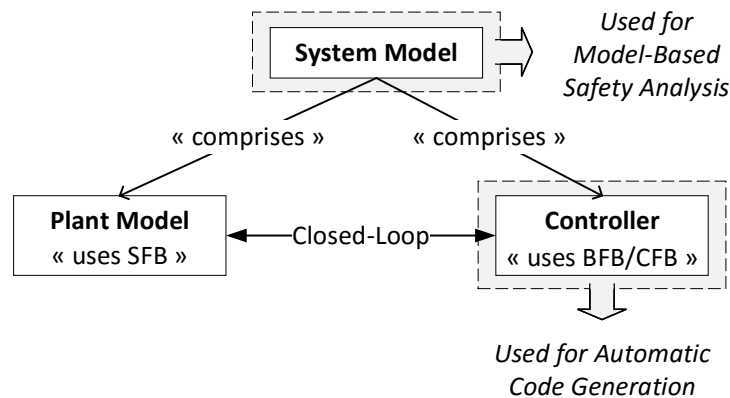 System Model
Used for
Model-Based
Safety Analysis
« comprises »
« comprises »
Plant Model
« uses SFB »
Closed-Loop
Controller
« uses BFB/CFB »
Used for Automatic
Code Generation